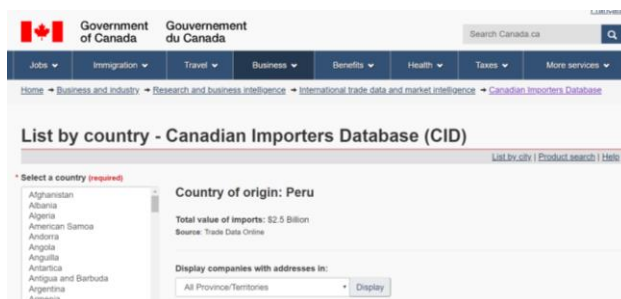 Français
Government Gouvernement
of Canada du Canada
Search Canada.ca
Jobs Immigration Travel Business Benefits Health Taxes More services
Home → Business and industry → Research and business intelligence → International trade data and market intelligence → Canadian Importers Database
List by country - Canadian Importers Database (CID)
List by city | Product search | Help
* Select a country (required)
Afghanistan
Albania
Algeria
American Samoa
Andorra
Angola
Anguilla
Antartica
Antigua and Barbuda
Argentina
Armenia
Country of origin: Peru
Total value of imports: $2.5 Billion
Source: Trade Data Online
Display companies with addresses in:
All Province/Territories Display